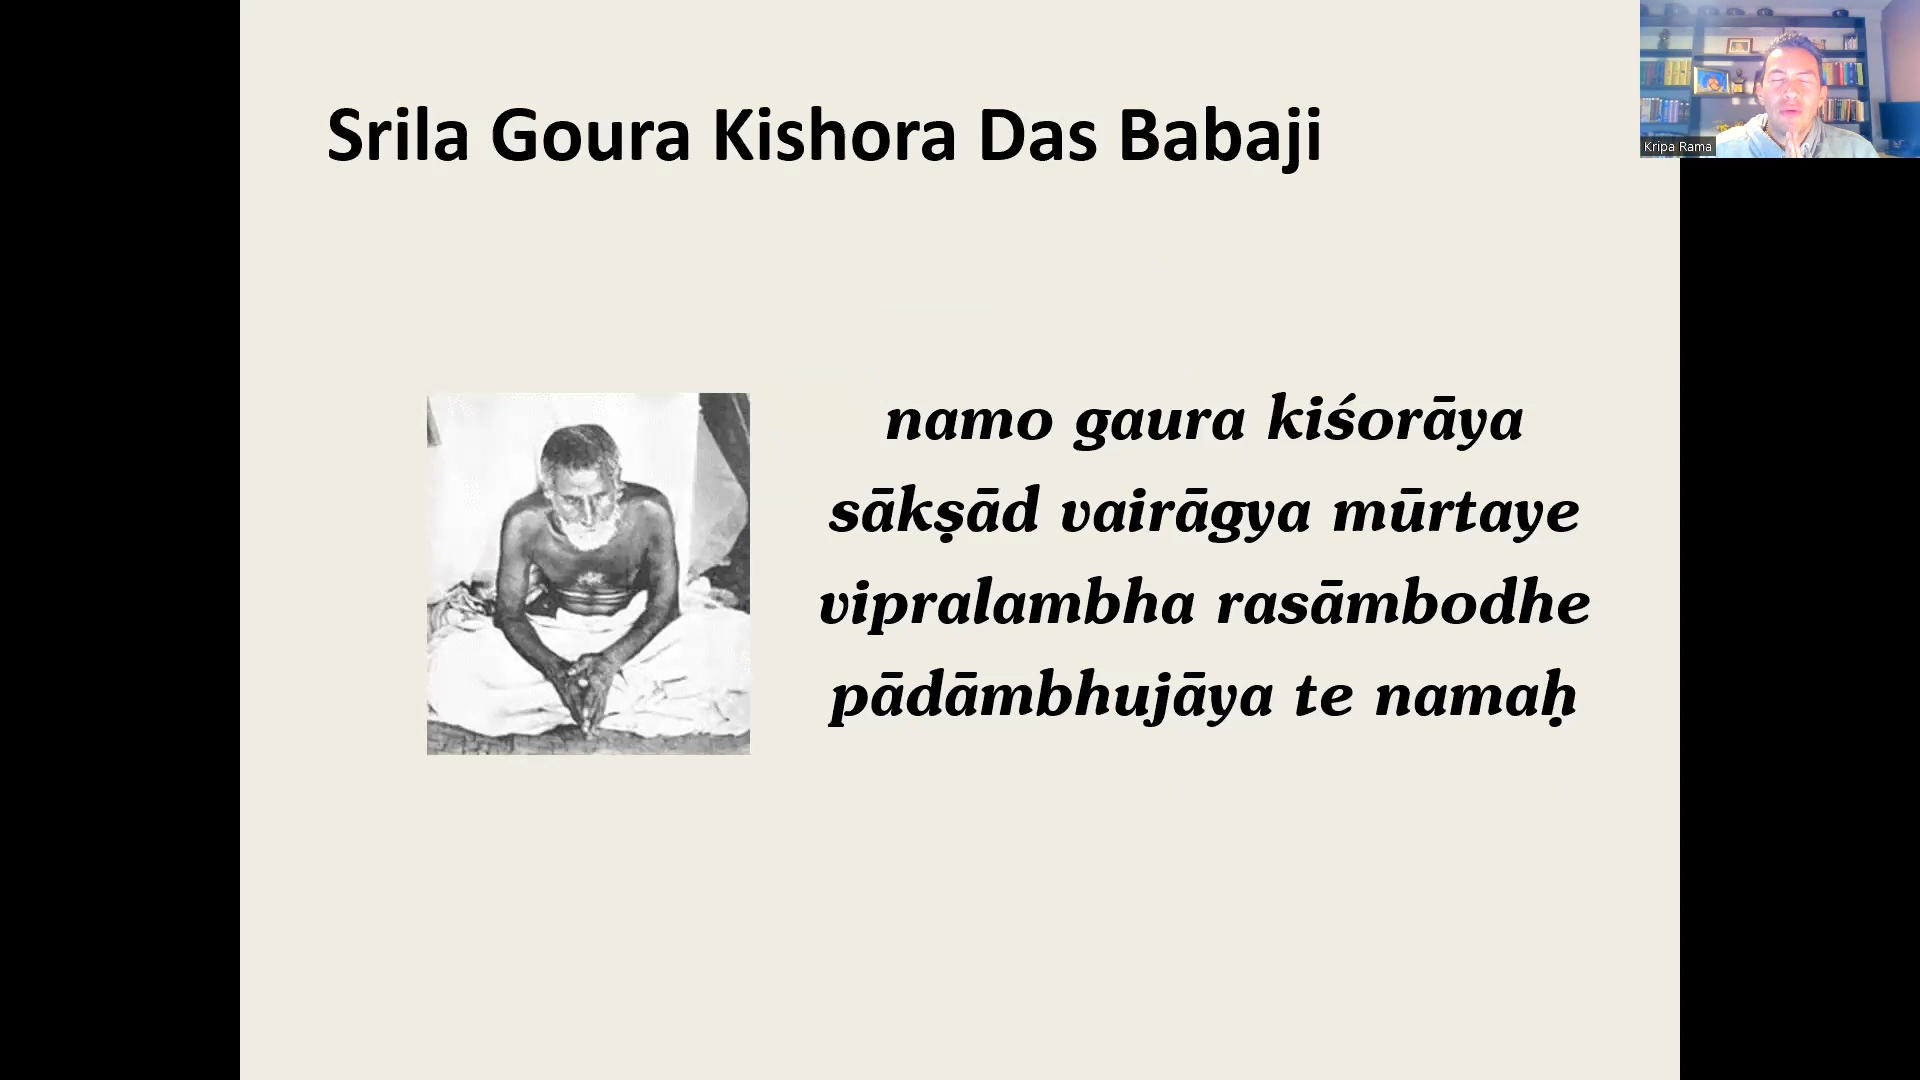 Srila Goura Kishora Das Babaji
Kripa Rama
namo gaura kiśorāya
sākṣād vairāgya mūrtaye
vipralambha rasāmbodhe
pādāmbhujāya te namaḥ